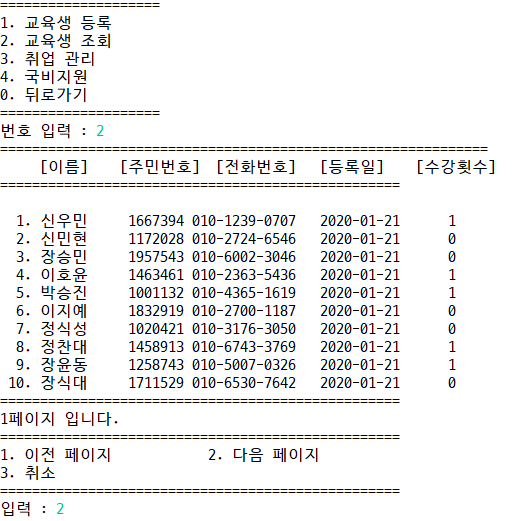 ====================
1. 교육생 등록
2. 교육생 조회
3. 취업 관리
4. 국비지원
0. 뒤로가기
====================
번호 입력 : 2
=============================================================
[이름] [주민번호] [전화번호] [등록일] [수강횟수]
==================================================
1. 신우민 1667394 010-1239-0707 2020-01-21 1
2. 신민현 1172028 010-2724-6546 2020-01-21 0
3. 장승민 1957543 010-6002-3046 2020-01-21 0
4. 이호윤 1463461 010-2363-5436 2020-01-21 1
5. 박승진 1001132 010-4365-1619 2020-01-21 1
6. 이지예 1832919 010-2700-1187 2020-01-21 0
7. 정식성 1020421 010-3176-3050 2020-01-21 0
8. 정찬대 1458913 010-6743-3769 2020-01-21 1
9. 장윤동 1258743 010-5007-0326 2020-01-21 1
10. 장식대 1711529 010-6530-7642 2020-01-21 0
==================================================
1페이지 입니다.
==================================================
1. 이전 페이지 2. 다음 페이지
3. 취소
==================================================
입력 : 2